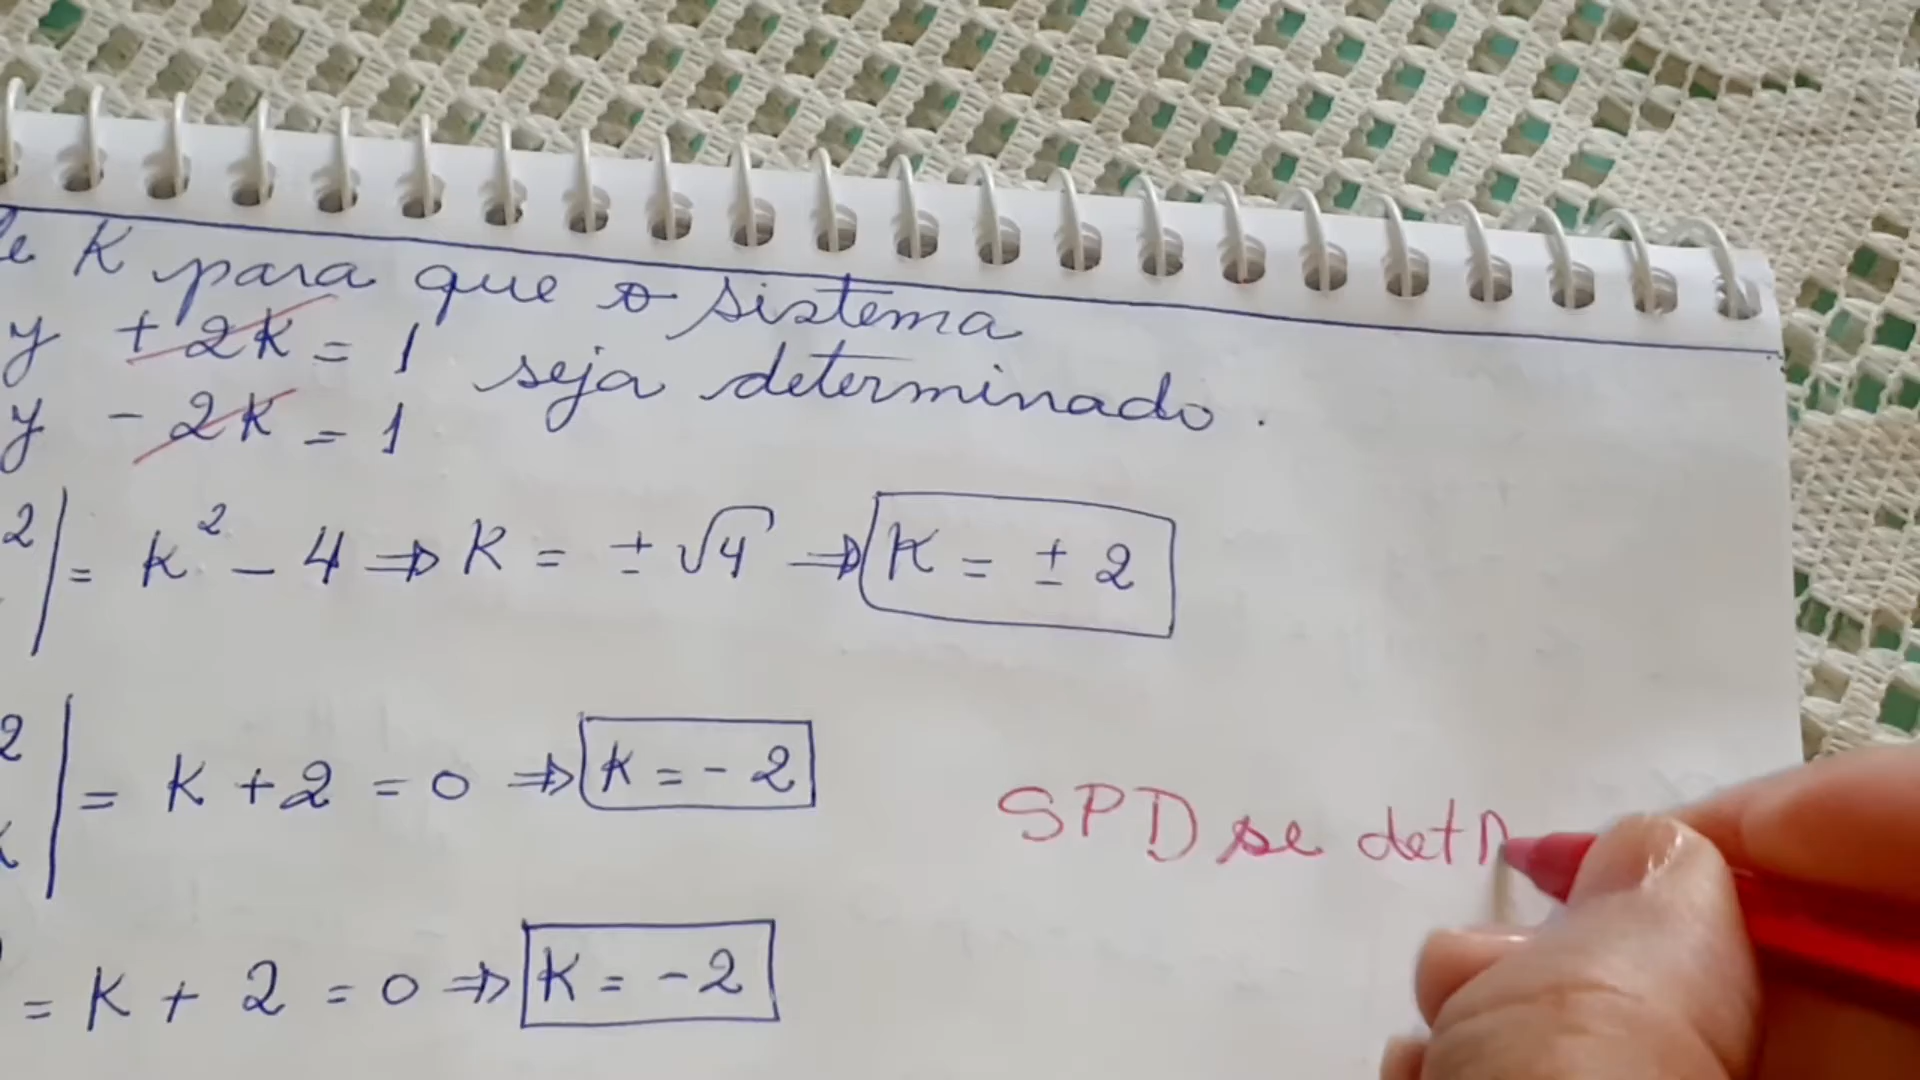 de K para que o sistema
y + 2K = 1 seja determinado.
y - 2K = 1
2 | = K² - 4 ⇒ K = ± √4 ⇒ K = ± 2
2 | = K + 2 = 0 ⇒ K = - 2
SPD se det D
= K + 2 = 0 ⇒ K = - 2